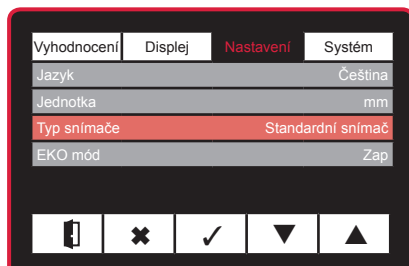 Vyhodnocení Displej Nastavení Systém
Jazyk Čeština
Jednotka mm
Typ snímače Standardní snímač
EKO mód Zap